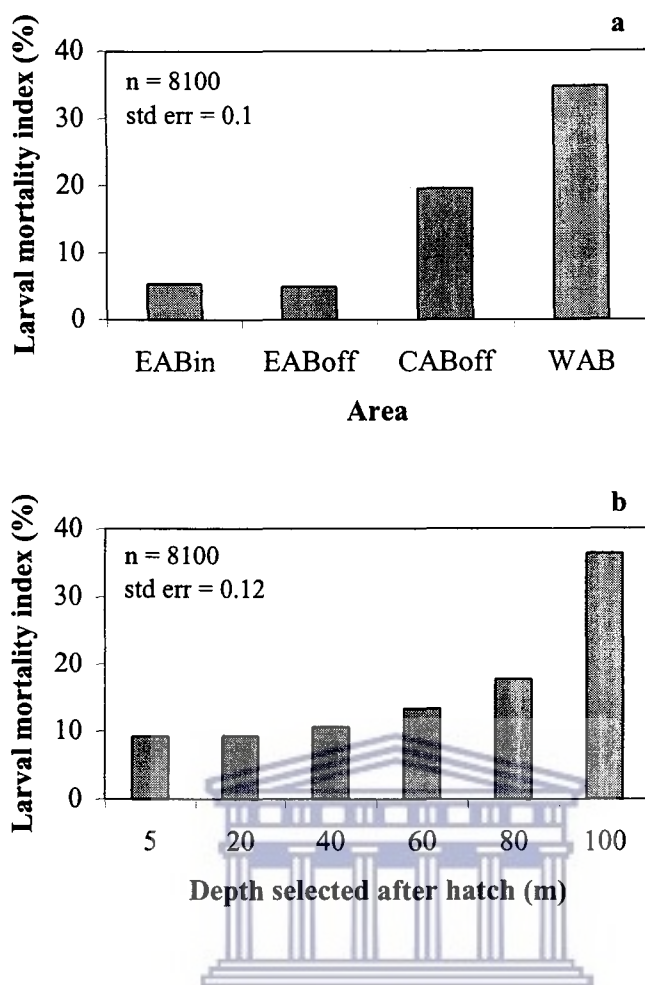 a
Larval mortality index (%)
40
30
20
10
0
n = 8100
std err = 0.1
EABin EABoff CABoff WAB
Area
b
Larval mortality index (%)
40
30
20
10
0
n = 8100
std err = 0.12
5 20 40 60 80 100
Depth selected after hatch (m)